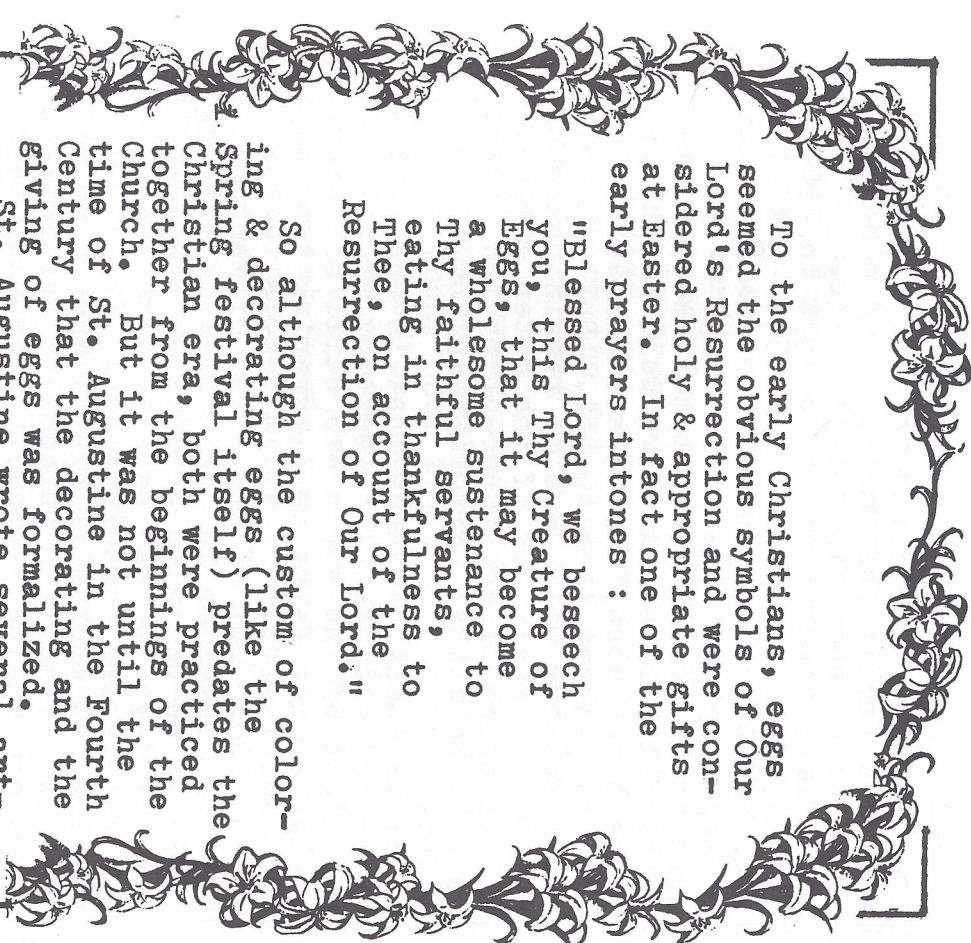 To the early Christians, eggs
seemed the obvious symbols of Our
Lord's Resurrection and were con-
sidered holy & appropriate gifts
at Easter. In fact one of the
early prayers intones :
"Blessed Lord, we beseech
you, this Thy Creature of
Eggs, that it may become
a wholesome sustenance to
Thy faithful servants,
eating in thankfulness to
Thee, on account of the
Resurrection of Our Lord."
So although the custom of color-
ing & decorating eggs (like the
Spring festival itself) predates the
Christian era, both were practiced
together from the beginnings of the
Church. But it was not until the
time of St. Augustine in the Fourth
Century that the decorating and the
giving of eggs was formalized.
St. Augustine wrote several